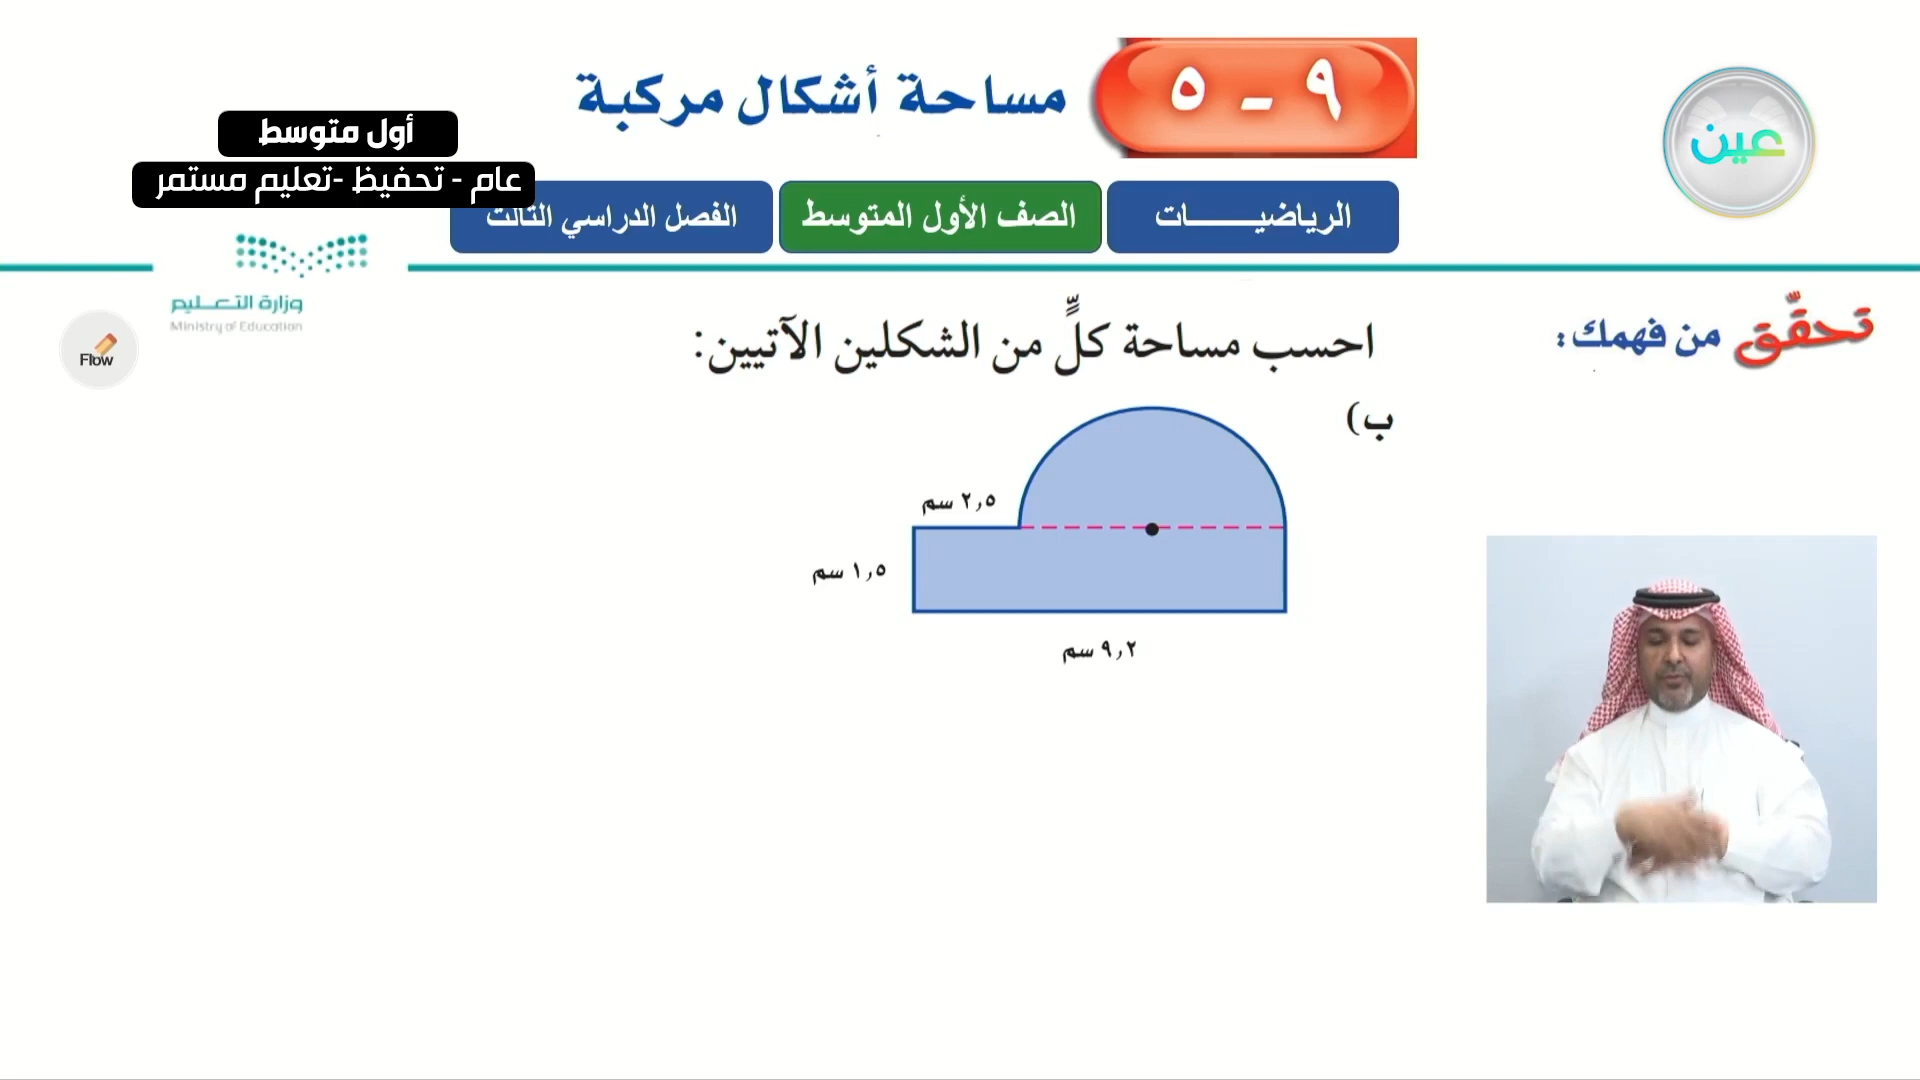 ٩ - ٥ مساحة أشكال مركبة
عين
أول متوسط
عام - تحفيظ -تعليم مستمر
الرياضيـــــــات
الصف الأول المتوسط
الفصل الدراسي الثالث
وزارة التعـــليم
Ministry of Education
Flow
تحقّق من فهمك:
احسب مساحة كلٍّ من الشكلين الآتيين:
ب)
٢٫٥ سم
١٫٥ سم
٩٫٢ سم